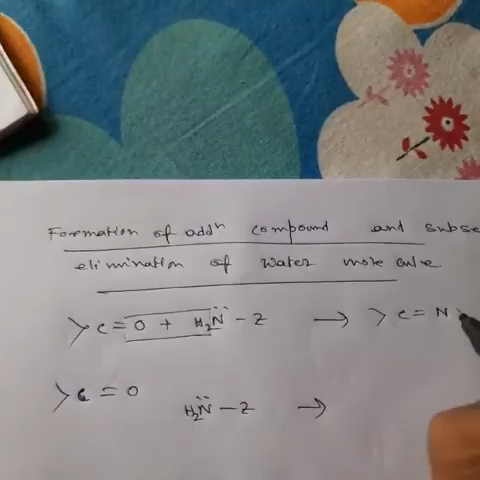 Formation of addn compound and subse
elimination of water molecule
>C=O + H2N̈-Z → >C=N
>C=O H2N̈-Z →